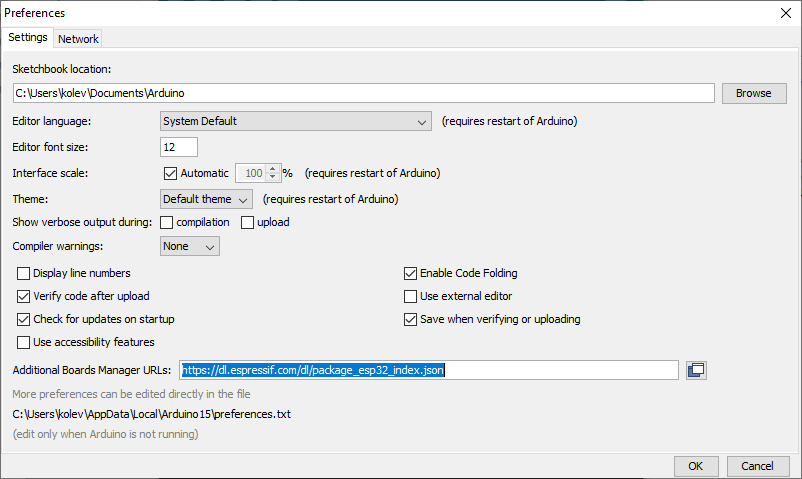 Preferences
Settings Network
Sketchbook location:
C:\Users\kolev\Documents\Arduino Browse
Editor language: System Default (requires restart of Arduino)
Editor font size: 12
Interface scale: Automatic 100 % (requires restart of Arduino)
Theme: Default theme (requires restart of Arduino)
Show verbose output during: compilation upload
Compiler warnings: None
Display line numbers Enable Code Folding
Verify code after upload Use external editor
Check for updates on startup Save when verifying or uploading
Use accessibility features
Additional Boards Manager URLs: https://dl.espressif.com/dl/package_esp32_index.json
More preferences can be edited directly in the file
C:\Users\kolev\AppData\Local\Arduino15\preferences.txt
(edit only when Arduino is not running)
OK Cancel